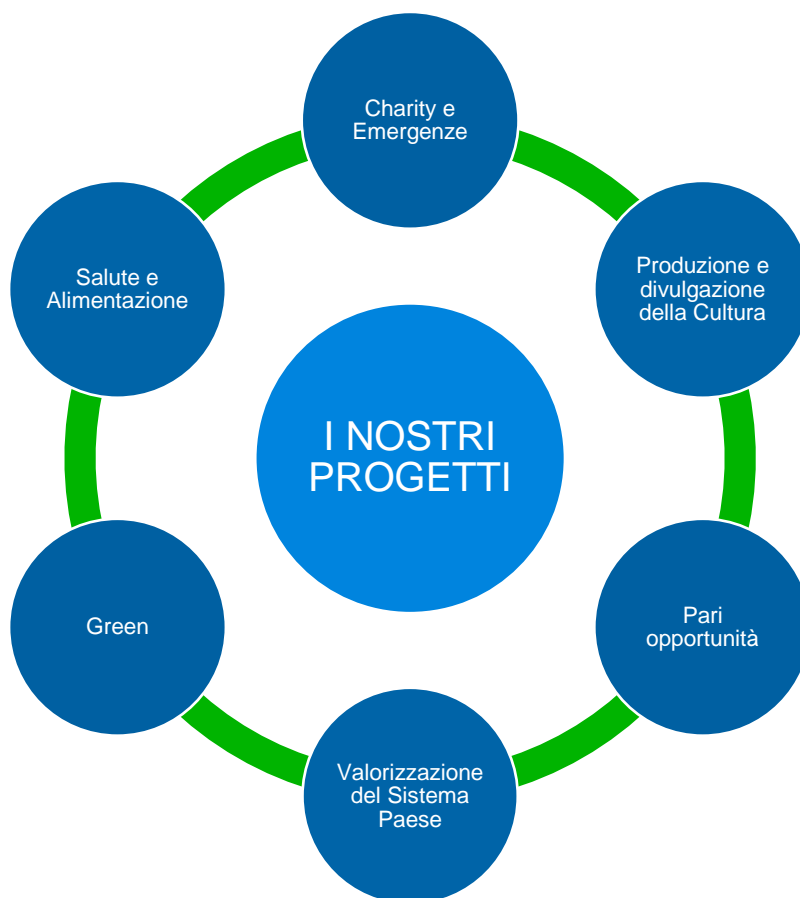 Charity e
Emergenze
Produzione e
divulgazione
della Cultura
Pari
opportunità
Valorizzazione
del Sistema
Paese
Green
Salute e
Alimentazione
I NOSTRI
PROGETTI